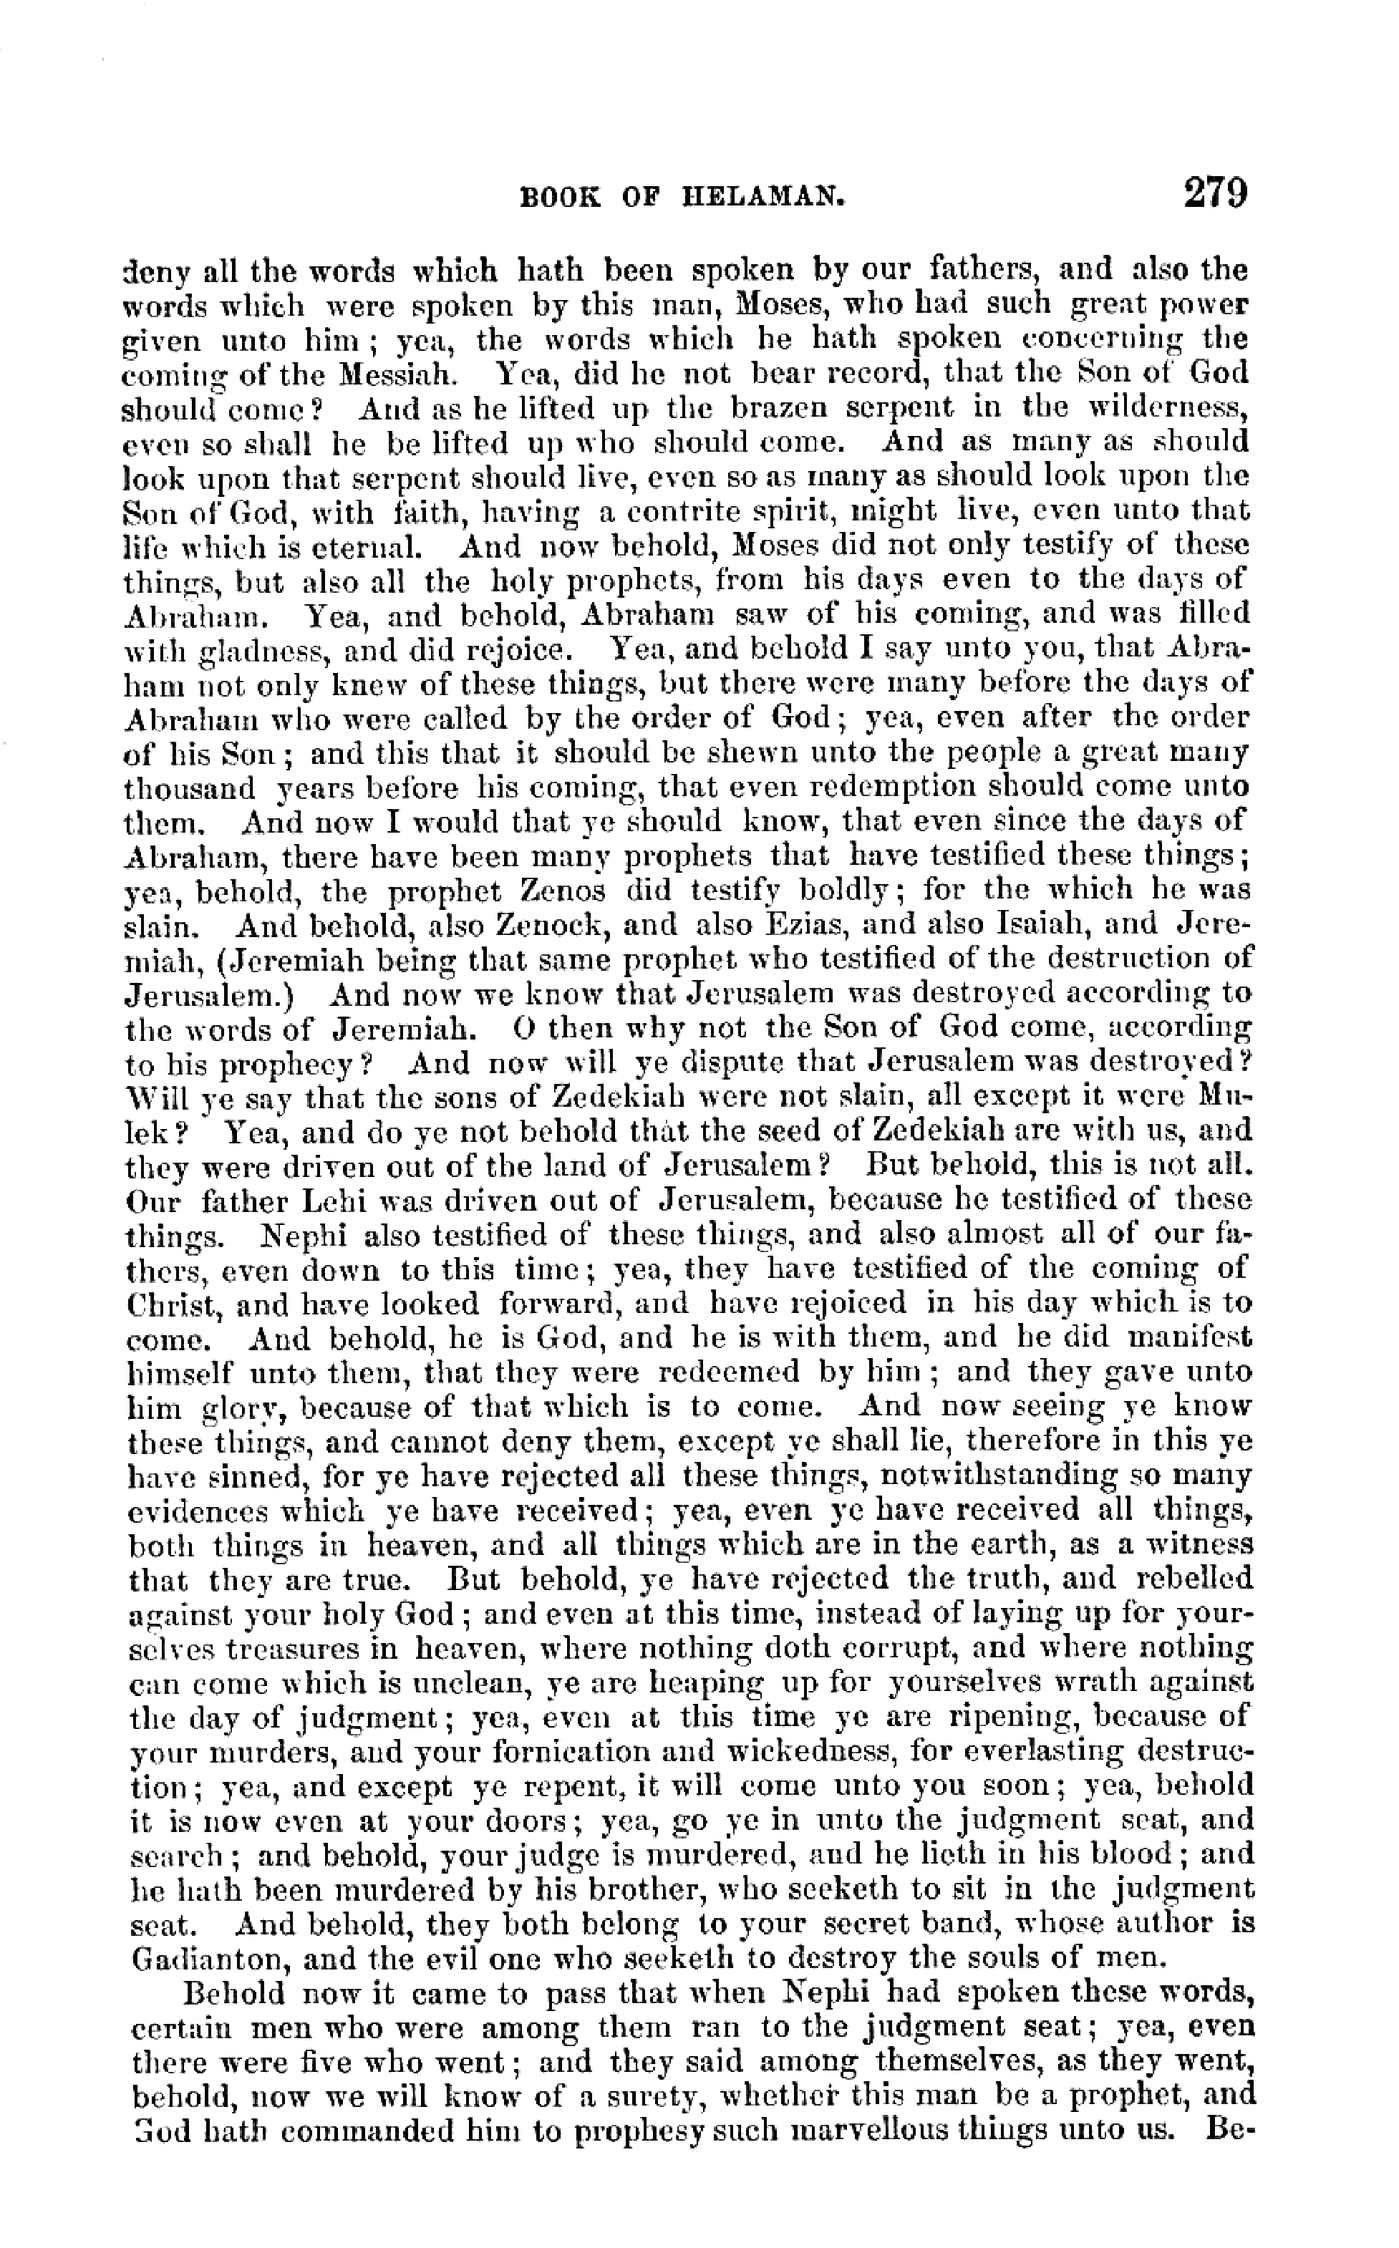 BOOK OF HELAMAN. 279
deny all the words which hath been spoken by our fathers, and also the
words which were spoken by this man, Moses, who had such great power
given unto him ; yea, the words which he hath spoken concerning the
coming of the Messiah. Yea, did he not bear record, that the Son of God
should come? And as he lifted up the brazen serpent in the wilderness,
even so shall he be lifted up who should come. And as many as should
look upon that serpent should live, even so as many as should look upon the
Son of God, with faith, having a contrite spirit, might live, even unto that
life which is eternal. And now behold, Moses did not only testify of these
things, but also all the holy prophets, from his days even to the days of
Abraham. Yea, and behold, Abraham saw of his coming, and was filled
with gladness, and did rejoice. Yea, and behold I say unto you, that Abra-
ham not only knew of these things, but there were many before the days of
Abraham who were called by the order of God; yea, even after the order
of his Son ; and this that it should be shewn unto the people a great many
thousand years before his coming, that even redemption should come unto
them. And now I would that ye should know, that even since the days of
Abraham, there have been many prophets that have testified these things;
yea, behold, the prophet Zenos did testify boldly; for the which he was
slain. And behold, also Zenock, and also Ezias, and also Isaiah, and Jere-
miah, (Jeremiah being that same prophet who testified of the destruction of
Jerusalem.) And now we know that Jerusalem was destroyed according to
the words of Jeremiah. O then why not the Son of God come, according
to his prophecy? And now will ye dispute that Jerusalem was destroyed?
Will ye say that the sons of Zedekiah were not slain, all except it were Mu-
lek? Yea, and do ye not behold that the seed of Zedekiah are with us, and
they were driven out of the land of Jerusalem? But behold, this is not all.
Our father Lehi was driven out of Jerusalem, because he testified of these
things. Nephi also testified of these things, and also almost all of our fa-
thers, even down to this time; yea, they have testified of the coming of
Christ, and have looked forward, and have rejoiced in his day which is to
come. And behold, he is God, and he is with them, and he did manifest
himself unto them, that they were redeemed by him ; and they gave unto
him glory, because of that which is to come. And now seeing ye know
these things, and cannot deny them, except ye shall lie, therefore in this ye
have sinned, for ye have rejected all these things, notwithstanding so many
evidences which ye have received; yea, even ye have received all things,
both things in heaven, and all things which are in the earth, as a witness
that they are true. But behold, ye have rejected the truth, and rebelled
against your holy God ; and even at this time, instead of laying up for your-
selves treasures in heaven, where nothing doth corrupt, and where nothing
can come which is unclean, ye are heaping up for yourselves wrath against
the day of judgment; yea, even at this time ye are ripening, because of
your murders, and your fornication and wickedness, for everlasting destruc-
tion; yea, and except ye repent, it will come unto you soon; yea, behold
it is now even at your doors; yea, go ye in unto the judgment seat, and
search ; and behold, your judge is murdered, and he lieth in his blood ; and
he hath been murdered by his brother, who seeketh to sit in the judgment
seat. And behold, they both belong to your secret band, whose author is
Gadianton, and the evil one who seeketh to destroy the souls of men.
Behold now it came to pass that when Nephi had spoken these words,
certain men who were among them ran to the judgment seat; yea, even
there were five who went; and they said among themselves, as they went,
behold, now we will know of a surety, whether this man be a prophet, and
God hath commanded him to prophesy such marvellous things unto us. Be-